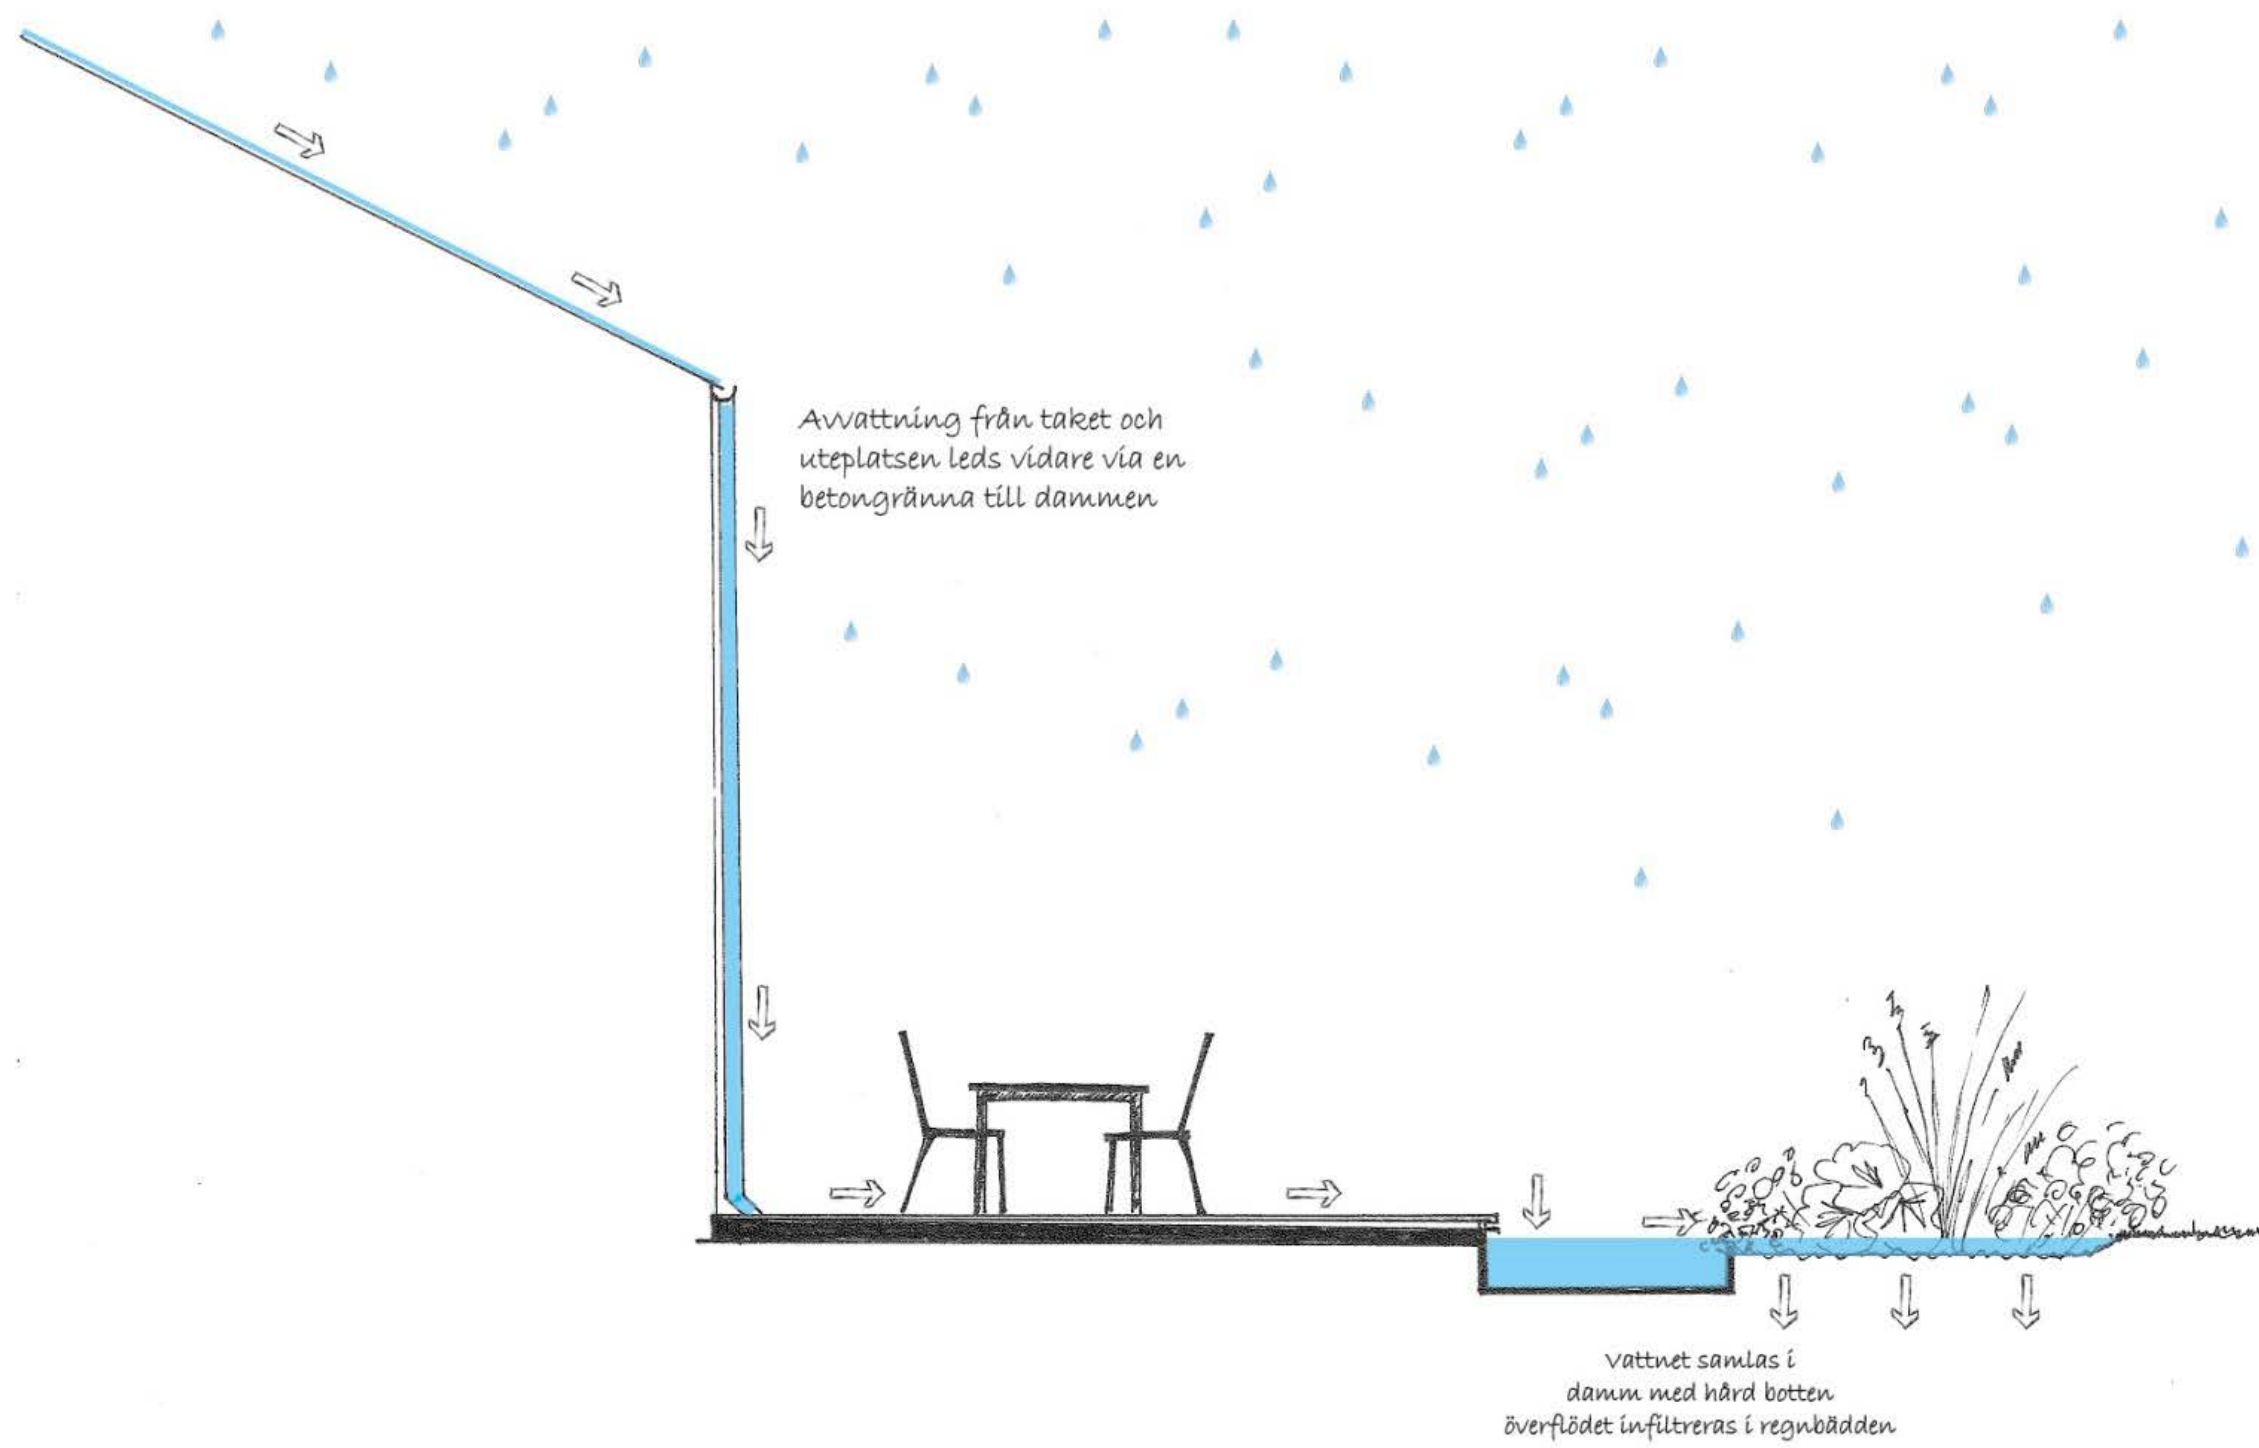 Avvattning från taket och
uteplatsen leds vidare via en
betongränna till dammen
Vattnet samlas i
damm med hård botten
överflödet infiltreras i regnbädden